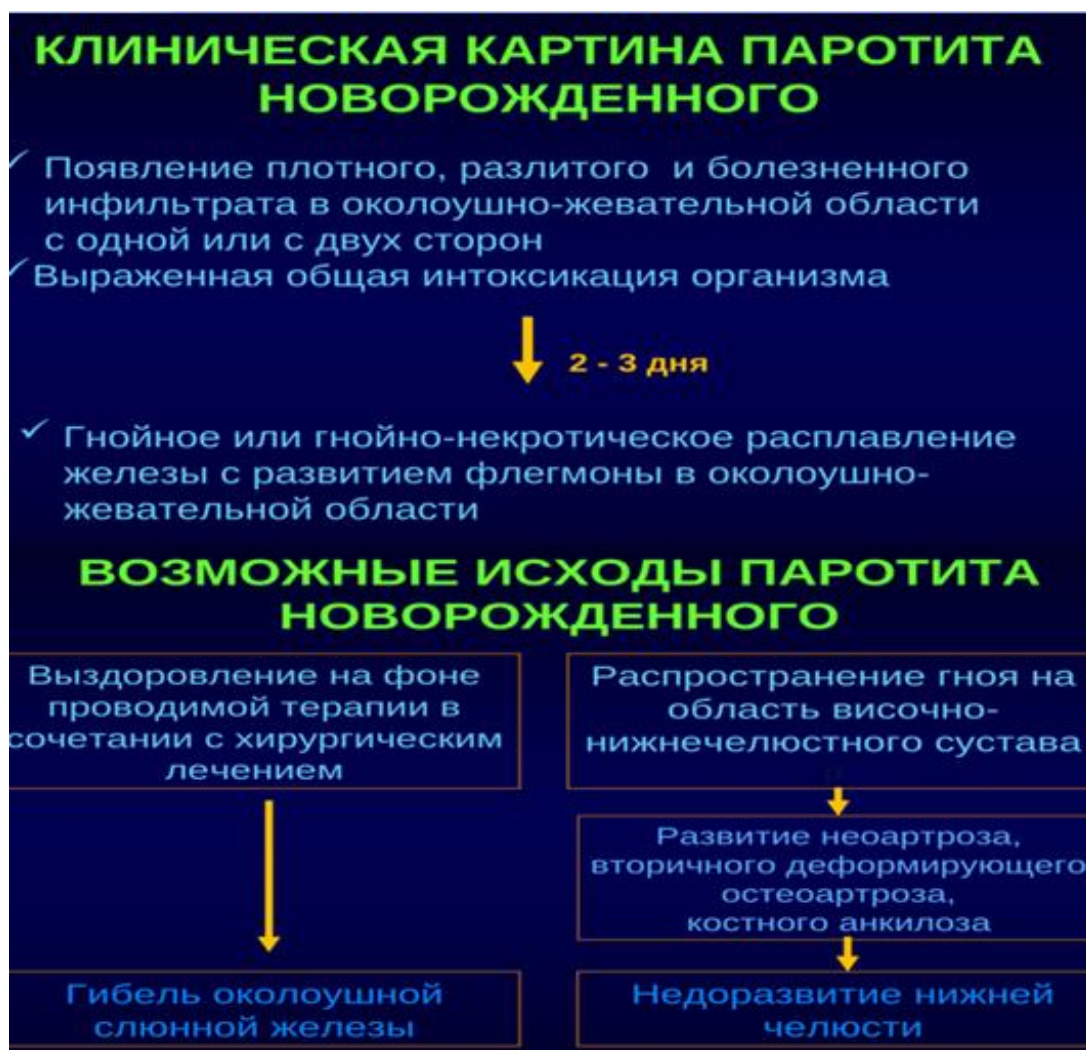 КЛИНИЧЕСКАЯ КАРТИНА ПАРОТИТА
НОВОРОЖДЕННОГО
✓ Появление плотного, разлитого и болезненного
инфильтрата в околоушно-жевательной области
с одной или с двух сторон
✓ Выраженная общая интоксикация организма
2 - 3 дня
✓ Гнойное или гнойно-некротическое расплавление
железы с развитием флегмоны в околоушно-
жевательной области
ВОЗМОЖНЫЕ ИСХОДЫ ПАРОТИТА
НОВОРОЖДЕННОГО
Выздоровление на фоне
проводимой терапии в
сочетании с хирургическим
лечением
Гибель околоушной
слюнной железы
Распространение гноя на
область височно-
нижнечелюстного сустава
Развитие неоартроза,
вторичного деформирующего
остеоартроза,
костного анкилоза
Недоразвитие нижней
челюсти